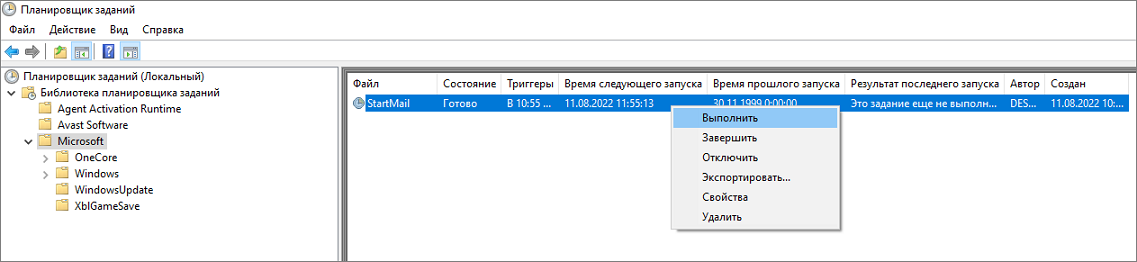 Планировщик заданий
Файл Действие Вид Справка
Планировщик заданий (Локальный)
Библиотека планировщика заданий
Agent Activation Runtime
Avast Software
Microsoft
OneCore
Windows
WindowsUpdate
XblGameSave
Файл Состояние Триггеры Время следующего запуска Время прошлого запуска Результат последнего запуска Автор Создан
StartMail Готово В 10:55 ... 11.08.2022 11:55:13 30.11.1999 0:00:00 Это задание еще не выполн... DES... 11.08.2022 10:...
Выполнить
Завершить
Отключить
Экспортировать...
Свойства
Удалить